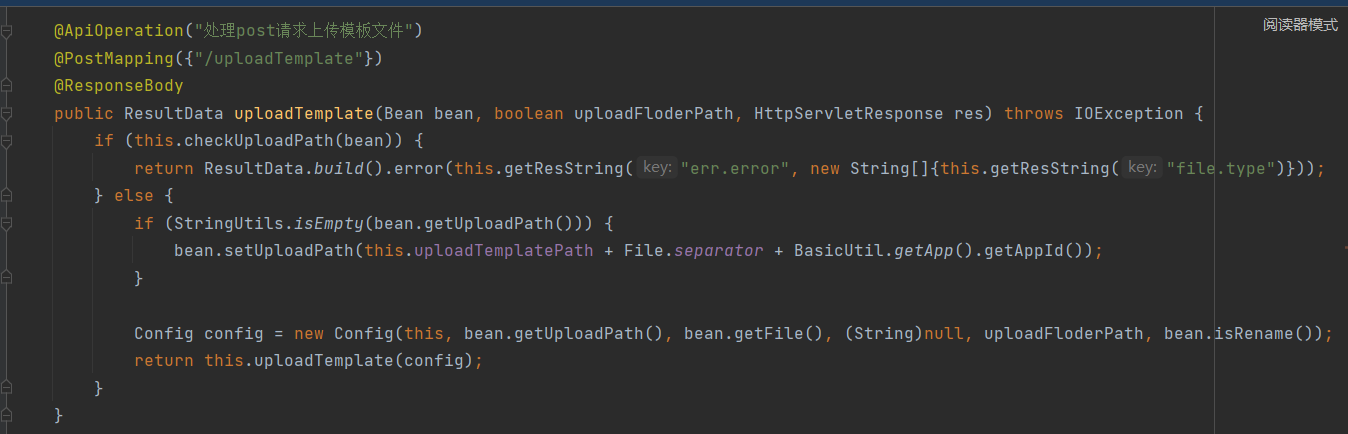 阅读器模式
@ApiOperation("处理post请求上传模板文件")
@PostMapping({"/uploadTemplate"})
@ResponseBody
public ResultData uploadTemplate(Bean bean, boolean uploadFloderPath, HttpServletResponse res) throws IOException {
    if (this.checkUploadPath(bean)) {
        return ResultData.build().error(this.getResString( key: "err.error", new String[]{this.getResString( key: "file.type")}));
    } else {
        if (StringUtils.isEmpty(bean.getUploadPath())) {
            bean.setUploadPath(this.uploadTemplatePath + File.separator + BasicUtil.getApp().getAppId());
        }
        Config config = new Config(this, bean.getUploadPath(), bean.getFile(), (String)null, uploadFloderPath, bean.isRename());
        return this.uploadTemplate(config);
    }
}